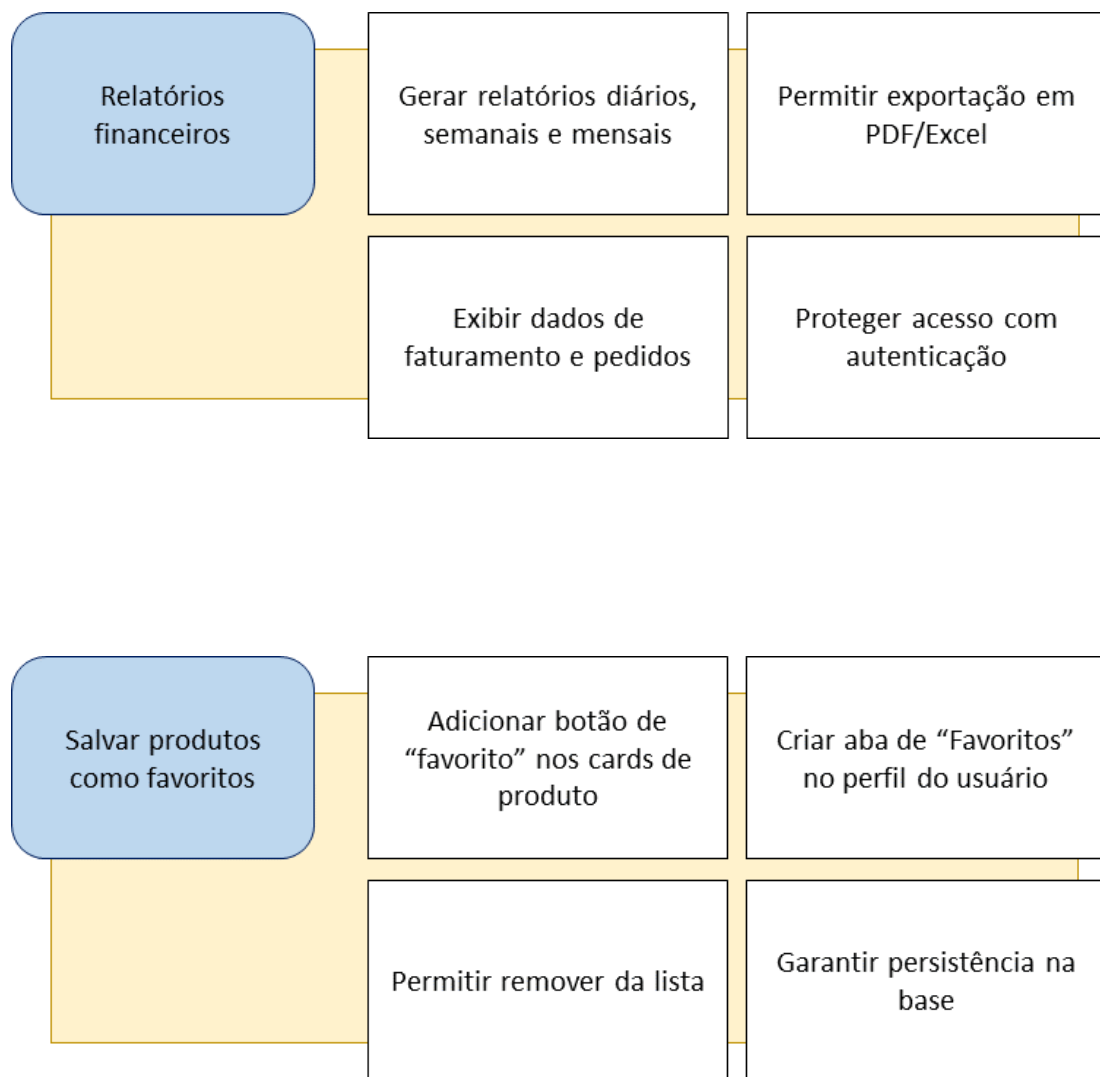 Relatórios
financeiros
Gerar relatórios diários,
semanais e mensais
Permitir exportação em
PDF/Excel
Exibir dados de
faturamento e pedidos
Proteger acesso com
autenticação
Salvar produtos
como favoritos
Adicionar botão de
“favorito” nos cards de
produto
Criar aba de “Favoritos”
no perfil do usuário
Permitir remover da lista
Garantir persistência na
base